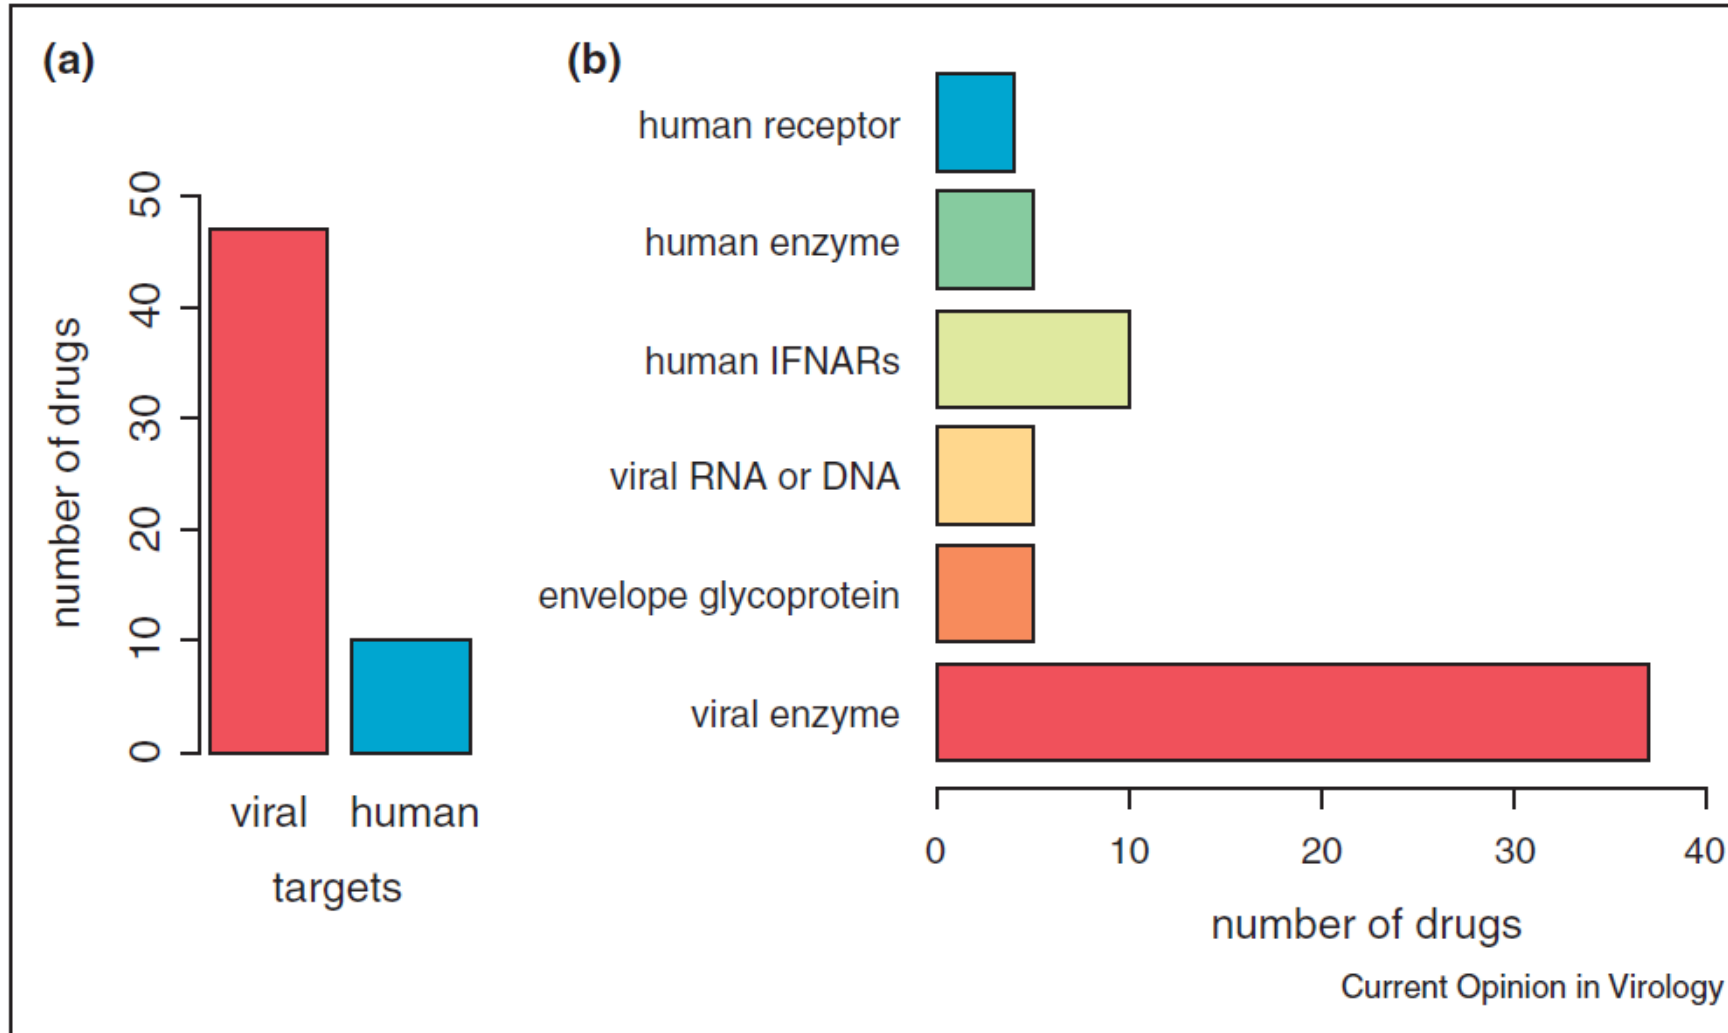 (a)
number of drugs
50
40
30
20
10
0
viral human
targets
(b)
human receptor
human enzyme
human IFNARs
viral RNA or DNA
envelope glycoprotein
viral enzyme
0 10 20 30 40
number of drugs
Current Opinion in Virology